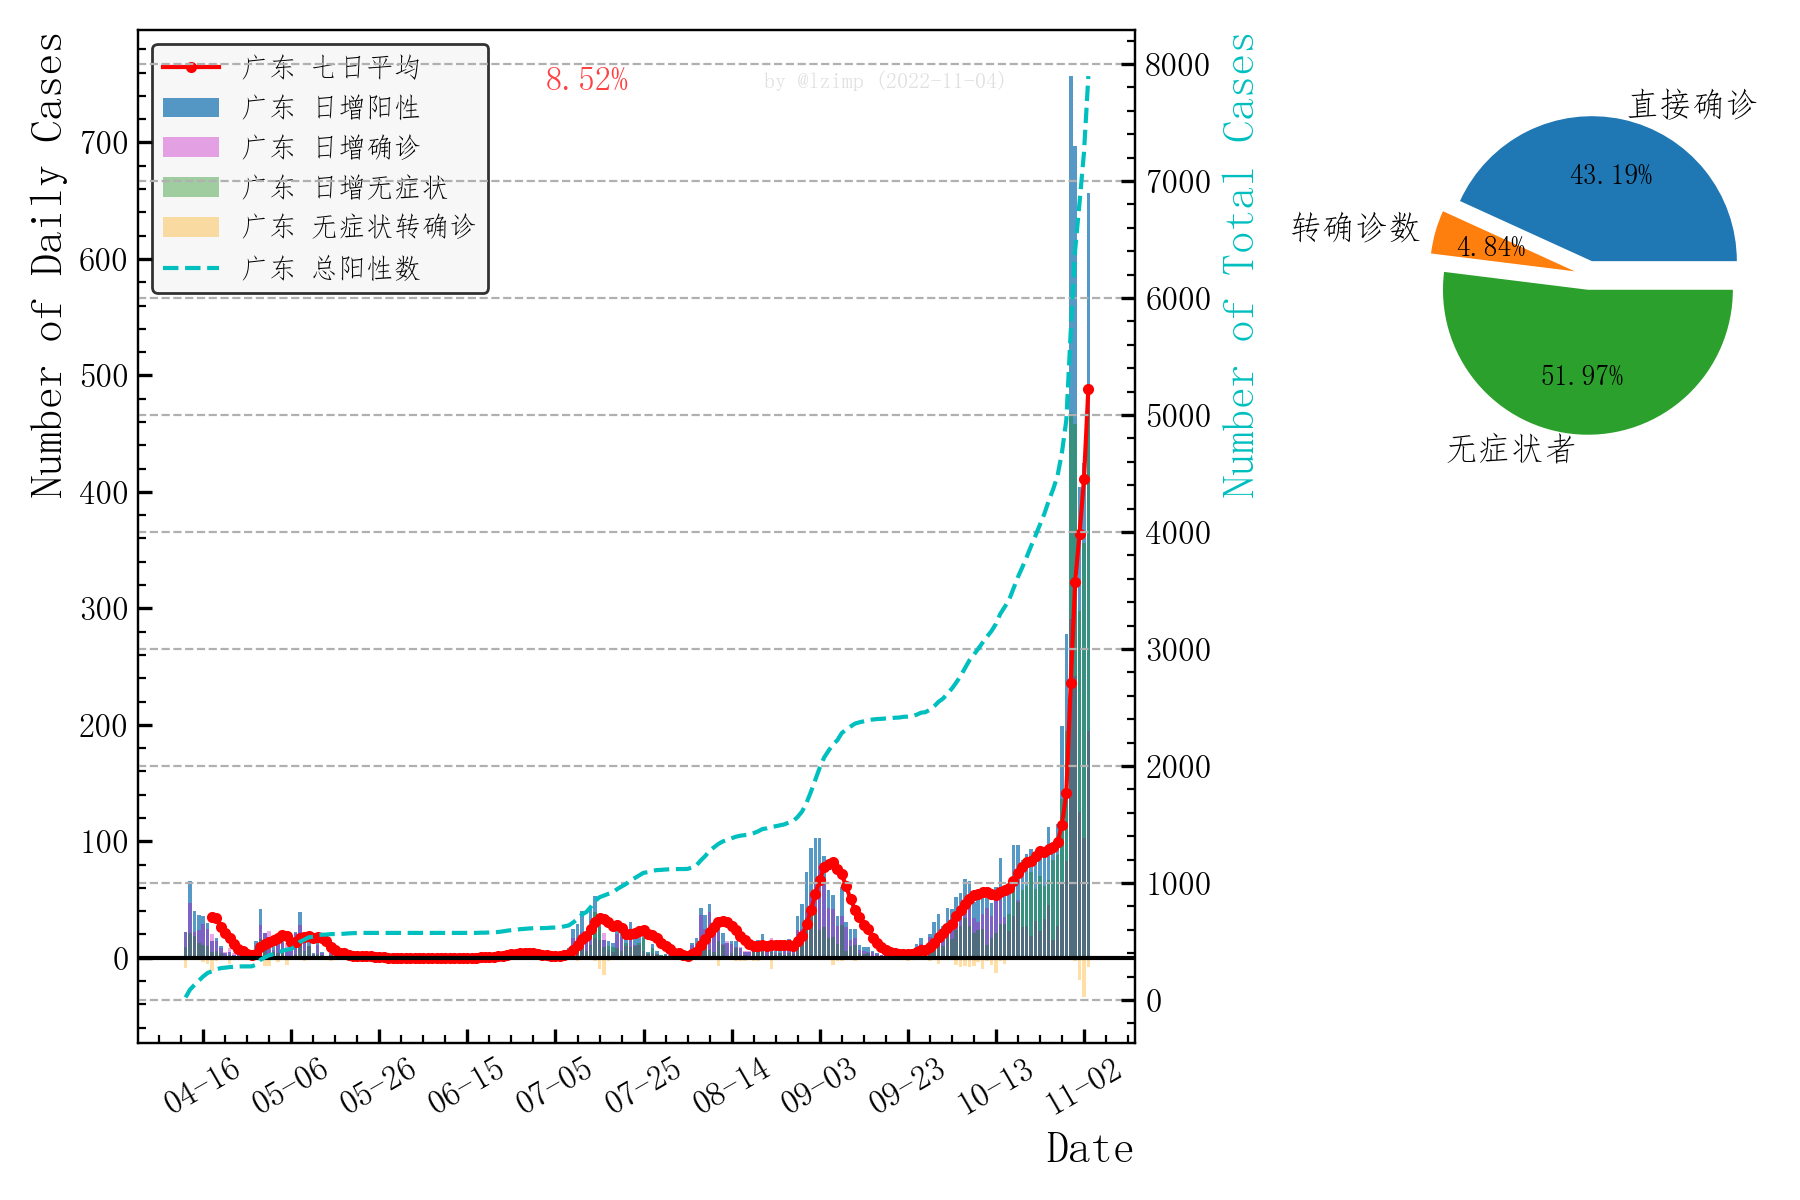 Number of Daily Cases
700
600
500
400
300
200
100
0
广东 七日平均
广东 日增阳性
广东 日增确诊
广东 日增无症状
广东 无症状转确诊
广东 总阳性数
8.52%
by @lzimp (2022-11-04)
04-16
05-06
05-26
06-15
07-05
07-25
08-14
09-03
09-23
10-13
11-02
Date
8000
7000
6000
5000
4000
3000
2000
1000
0
Number of Total Cases
直接确诊
43.19%
转确诊数
4.84%
51.97%
无症状者